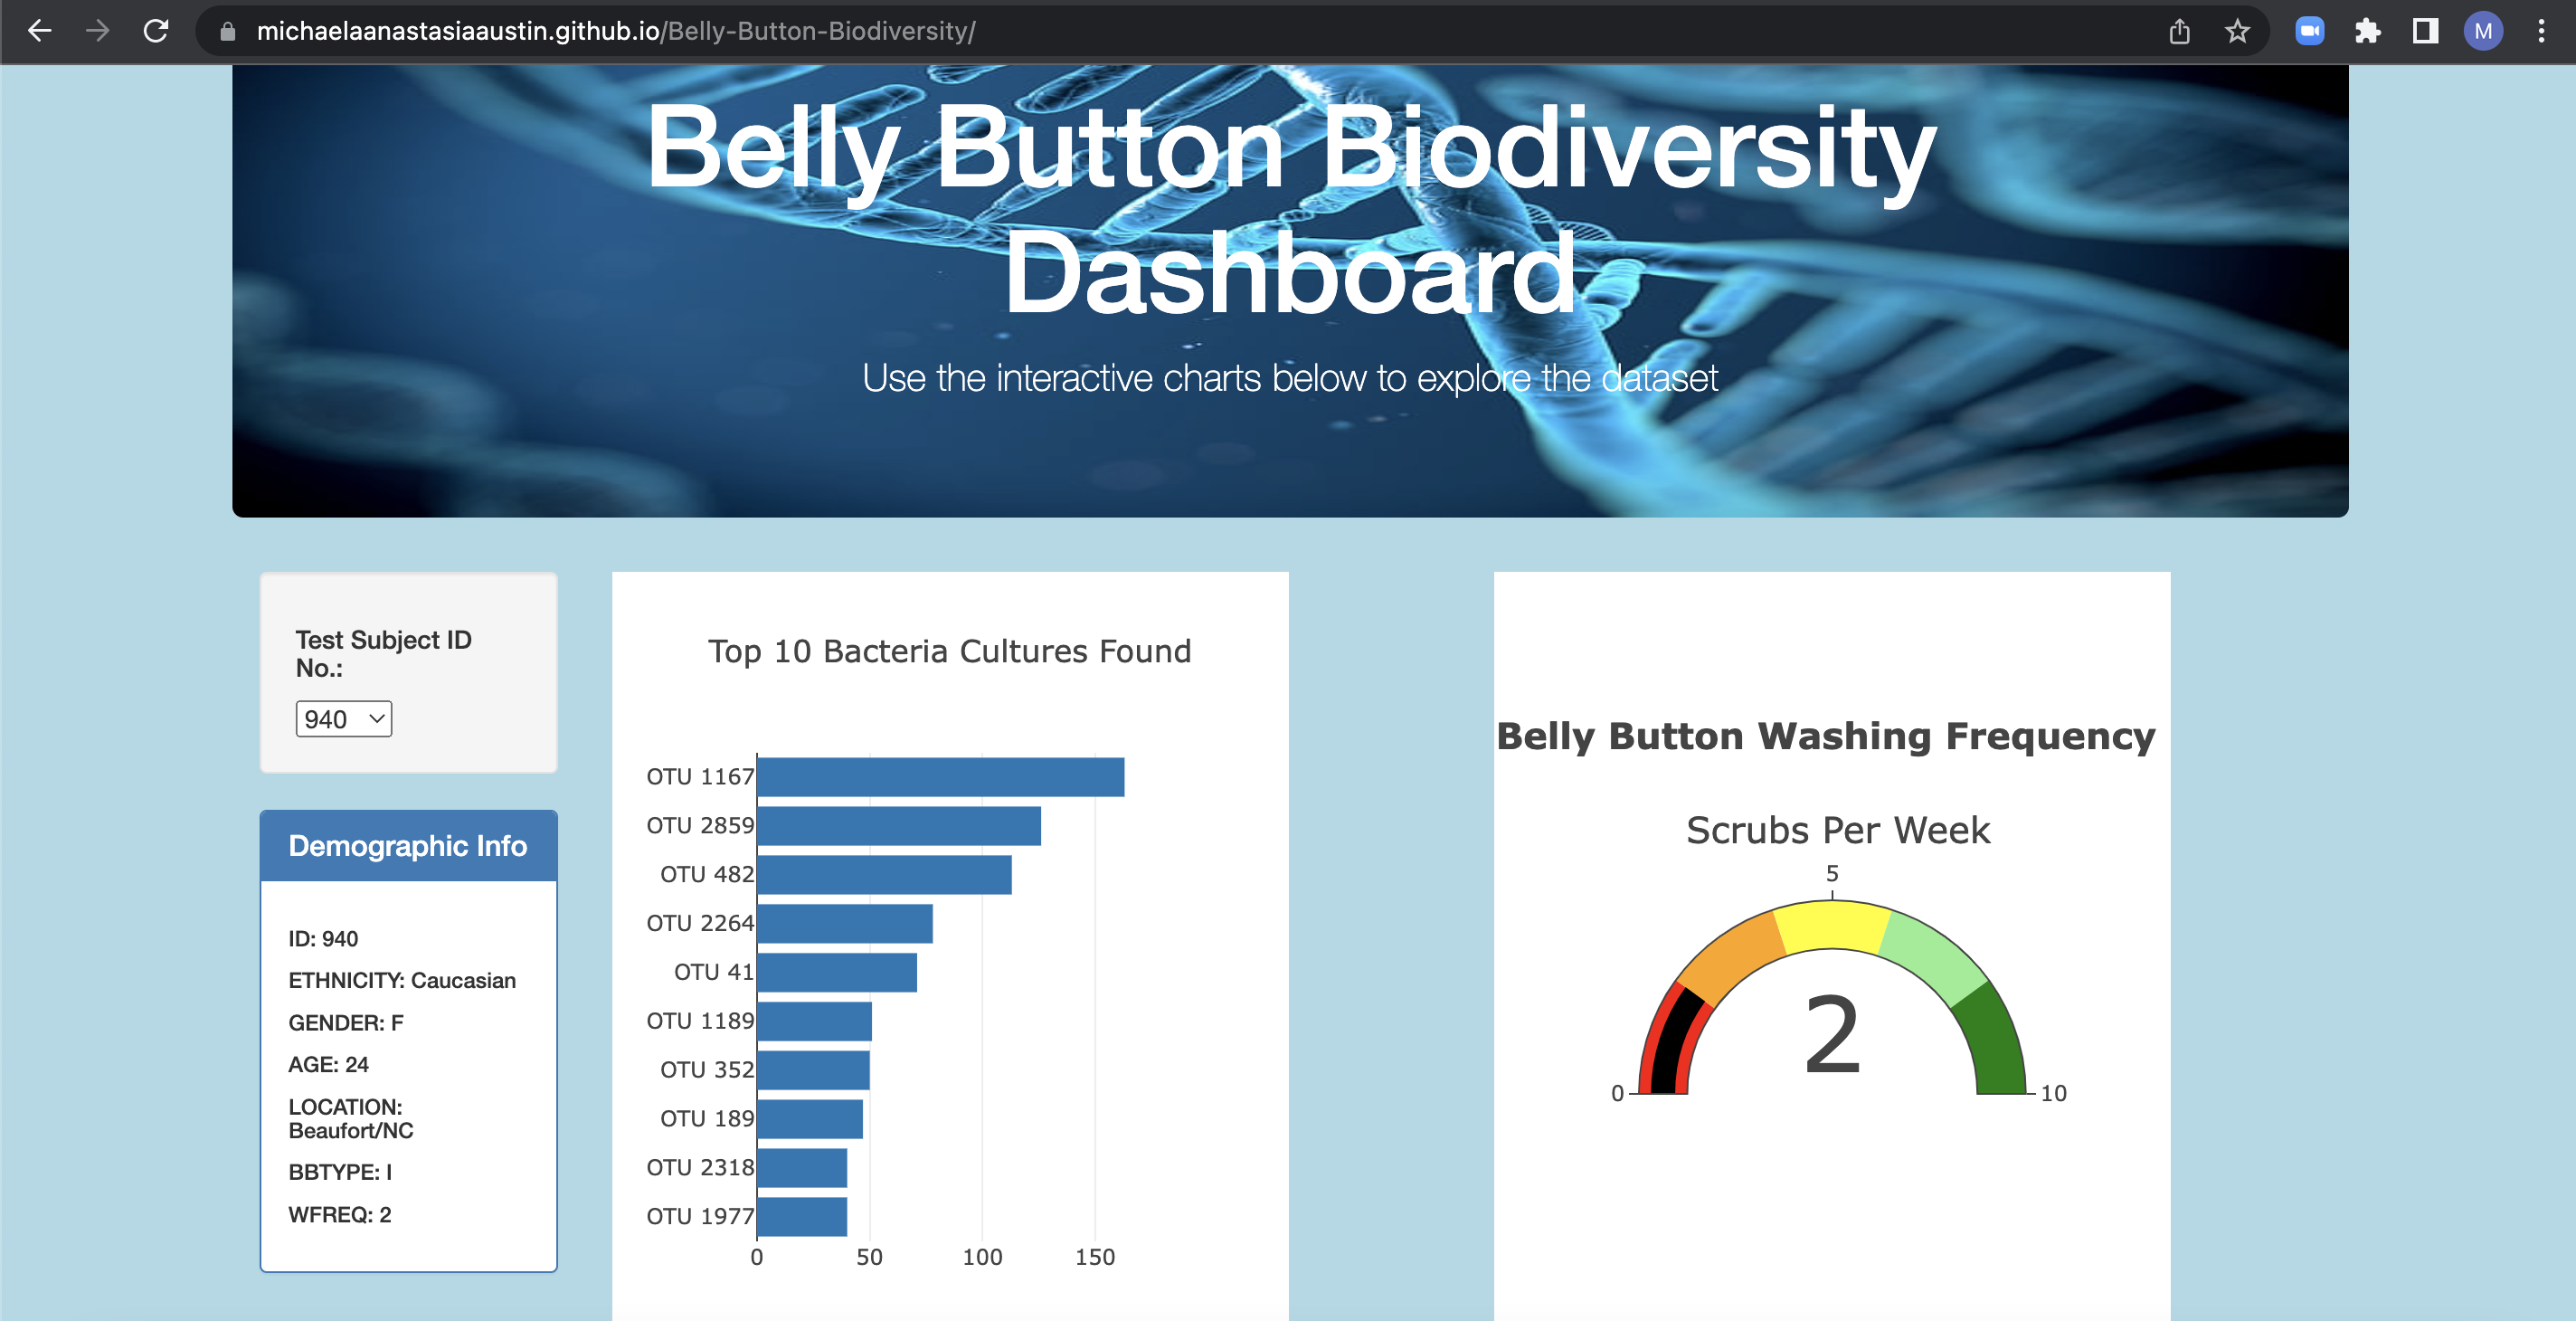 michaelaanastasiaaustin.github.io/Belly-Button-Biodiversity/
M
Belly Button Biodiversity
Dashboard
Use the interactive charts below to explore the dataset
Test Subject ID
No.:
940
Demographic Info
ID: 940
ETHNICITY: Caucasian
GENDER: F
AGE: 24
LOCATION:
Beaufort/NC
BBTYPE: I
WFREQ: 2
Top 10 Bacteria Cultures Found
OTU 1167
OTU 2859
OTU 482
OTU 2264
OTU 41
OTU 1189
OTU 352
OTU 189
OTU 2318
OTU 1977
0 50 100 150
Belly Button Washing Frequency
Scrubs Per Week
5
2
0 10